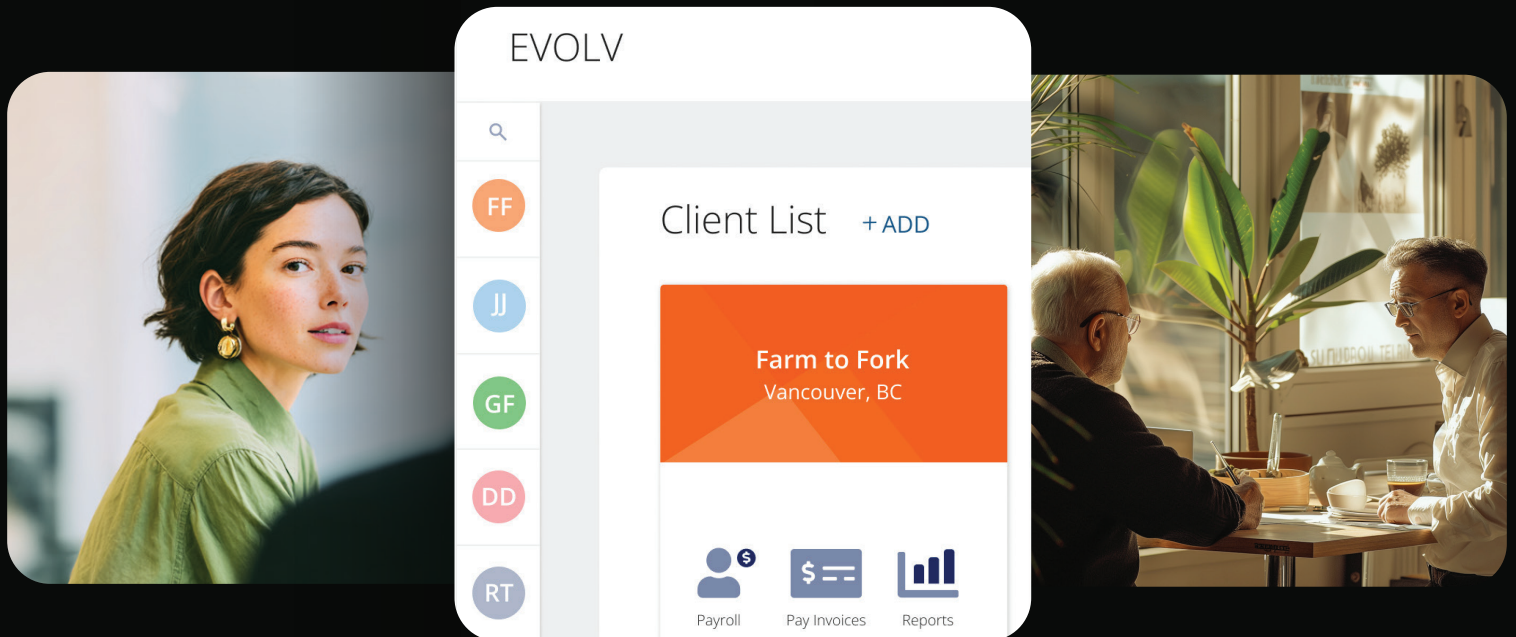 EVOLV
FF
JJ
GF
DD
RT
Client List + ADD
Farm to Fork
Vancouver, BC
$
$
Payroll Pay Invoices Reports